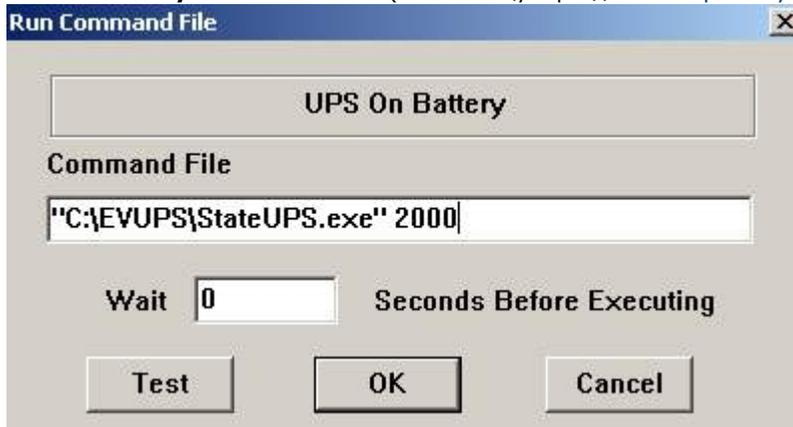 Run Command File
UPS On Battery
Command File
"C:\EVUPS\StateUPS.exe" 2000
Wait 0 Seconds Before Executing
Test OK Cancel